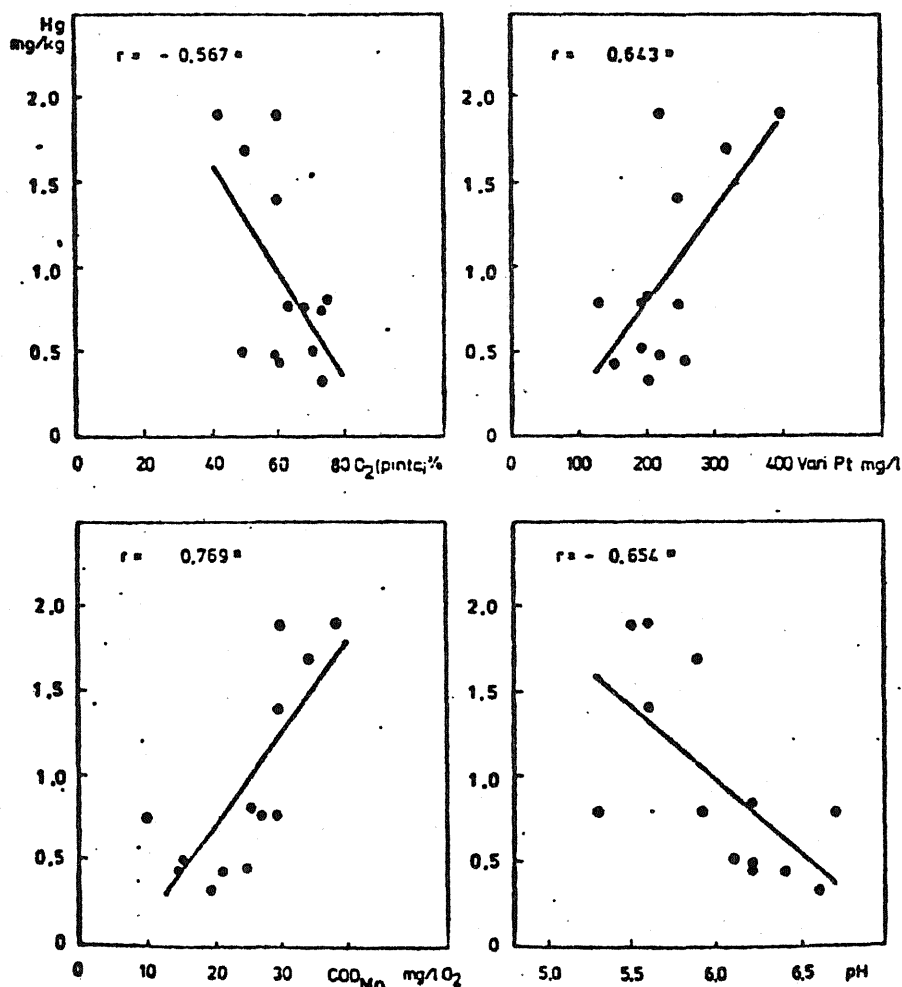 Hg
mg/kg
r = - 0.567*
2.0
1.5
1.0
0.5
0
0 20 40 60 80 O2(pinta)%
r = 0.643*
2.0
1.5
1.0
0.5
0
0 100 200 300 400 Väri Pt mg/l
r = 0.769*
2.0
1.5
1.0
0.5
0
0 10 20 30 CODMn mg/l O2
r = - 0.654*
2.0
1.5
1.0
0.5
0
5,0 5,5 6,0 6,5 pH